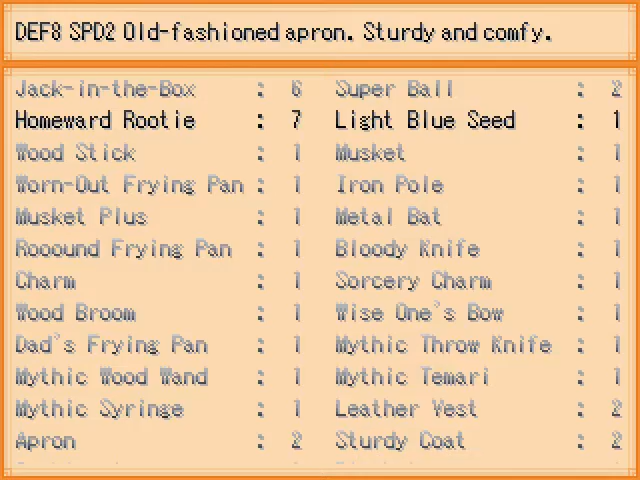 DEF8 SPD2 Old-fashioned apron. Sturdy and comfy.
Jack-in-the-Box : 6 Super Ball : 2
Homeward Rootie : 7 Light Blue Seed : 1
Wood Stick : 1 Musket : 1
Worn-Out Frying Pan : 1 Iron Pole : 1
Musket Plus : 1 Metal Bat : 1
Rooound Frying Pan : 1 Bloody Knife : 1
Charm : 1 Sorcery Charm : 1
Wood Broom : 1 Wise One's Bow : 1
Dad's Frying Pan : 1 Mythic Throw Knife : 1
Mythic Wood Wand : 1 Mythic Temari : 1
Mythic Syringe : 1 Leather Vest : 2
Apron : 2 Sturdy Coat : 2